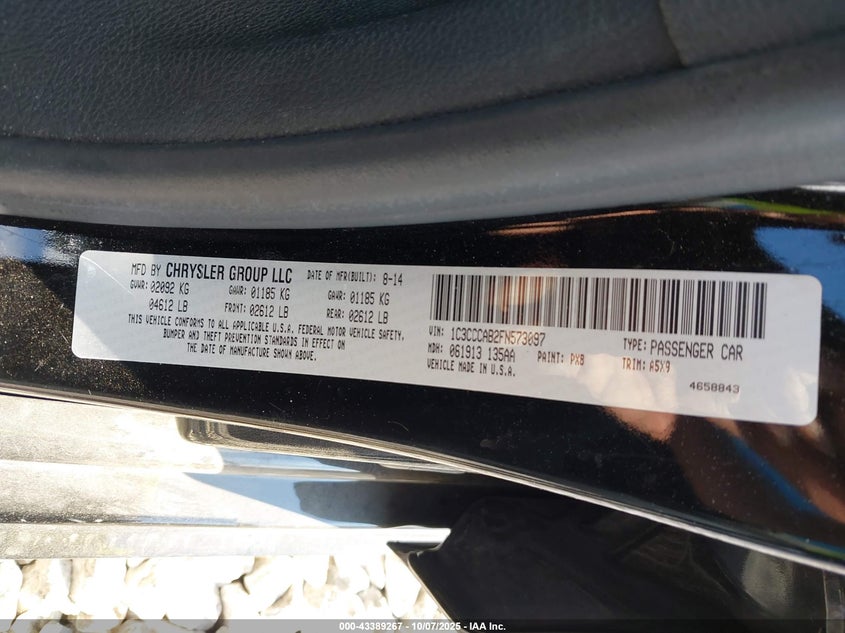 MFD BY CHRYSLER GROUP LLC DATE OF MFR(BUILT): 8-14
GVWR: 02092 KG GAWR: 01185 KG GAWR: 01185 KG
04612 LB FRONT: 02612 LB REAR: 02612 LB
THIS VEHICLE CONFORMS TO ALL APPLICABLE U.S.A. FEDERAL MOTOR VEHICLE SAFETY,
BUMPER AND THEFT PREVENTION STANDARDS IN EFFECT ON
THE DATE OF MANUFACTURE SHOWN ABOVE.
VIN: 1C3CCCAB2FN573097 TYPE: PASSENGER CAR
MDH: 061913 135AA PAINT: PX8 TRIM: A5X9
VEHICLE MADE IN U.S.A. 4658843
000-43389267 | 10/07/2025 - © IAA Inc.